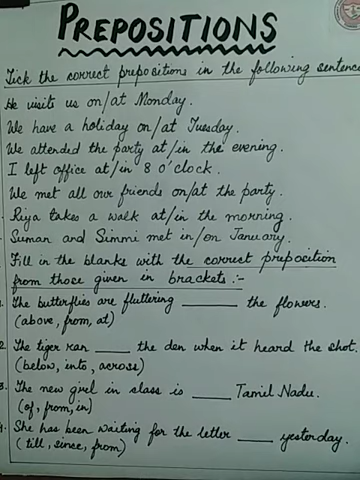 PREPOSITIONS
Tick the correct prepositions in the following sentence
He visits us on/at Monday.
We have a holiday on/at Tuesday.
We attended the party at/in the evening.
I left office at/in 8 o'clock.
We met all our friends on/at the party.
Riya takes a walk at/in the morning.
Suman and Simmi met in/on January.
Fill in the blanks with the correct preposition
from those given in brackets:-
The butterflies are fluttering ______ the flowers.
(above, from, at)
2. The tiger ran ____ the den when it heard the shot.
(below, into, across)
3. The new girl in class is ____ Tamil Nadu.
(of, from, in)
4. She has been waiting for the letter ____ yesterday.
(till, since, from)